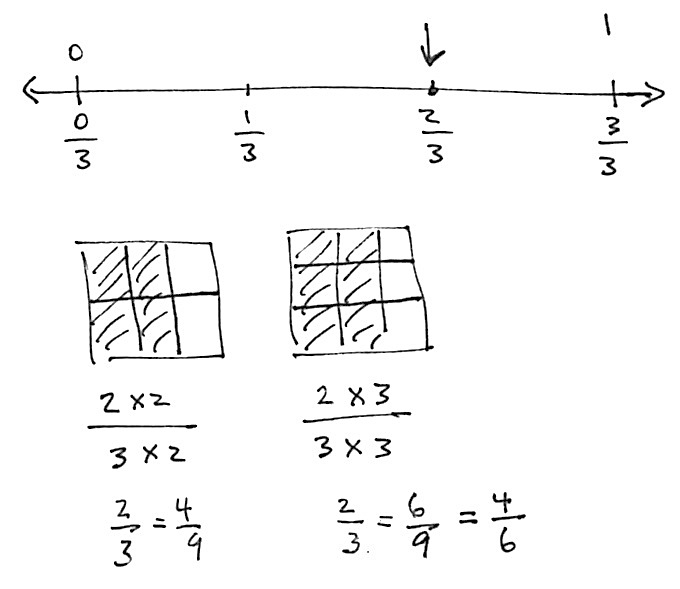 0 1
0/3 1/3 2/3 3/3
2 x 2 / 3 x 2
2 x 3 / 3 x 3
2/3 = 4/9
2/3 = 6/9 = 4/6